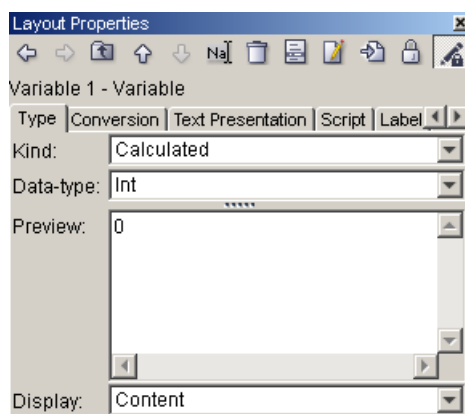 Layout Properties
Na
Variable 1 - Variable
Type Conversion Text Presentation Script Label
Kind: Calculated
Data-type: Int
Preview: 0
Display: Content